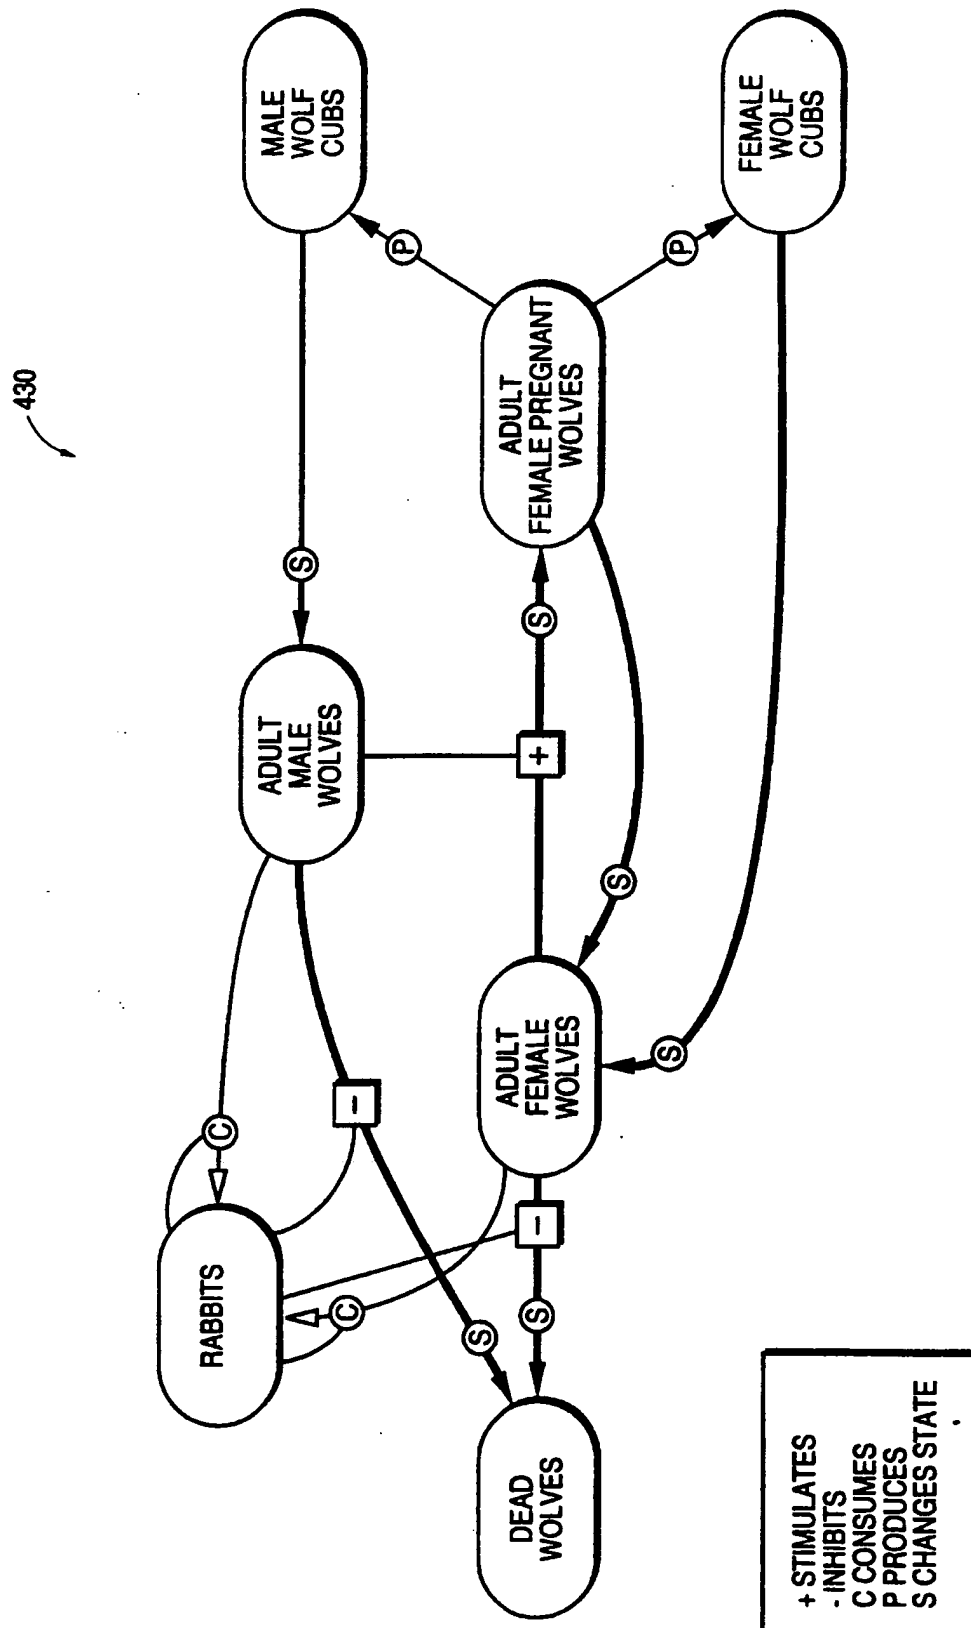 430
MALE
WOLF
CUBS
FEMALE
WOLF
CUBS
P
P
ADULT
FEMALE PREGNANT
WOLVES
S
S
ADULT
MALE
WOLVES
+
S
S
ADULT
FEMALE
WOLVES
C
-
-
RABBITS
C
S
S
DEAD
WOLVES
+ STIMULATES
- INHIBITS
C CONSUMES
P PRODUCES
S CHANGES STATE